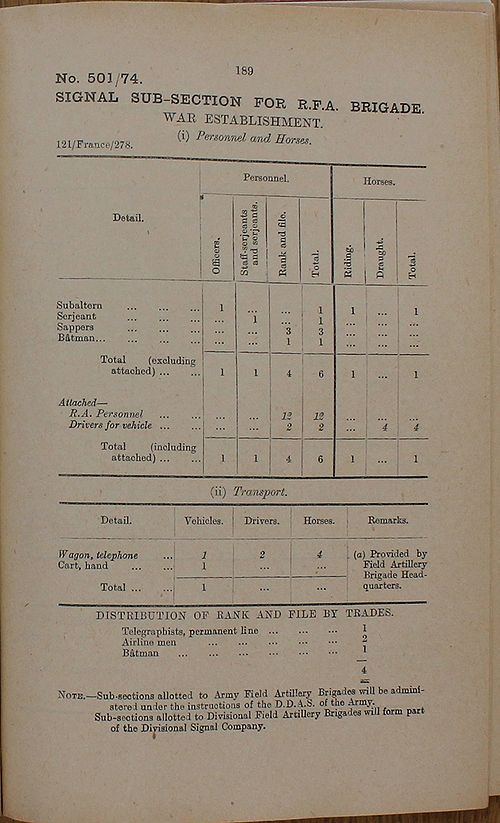 189
No. 501/74.
SIGNAL SUB-SECTION FOR R.F.A. BRIGADE.
WAR ESTABLISHMENT.
(i) Personnel and Horses.
121/France/278.
Personnel. Horses.
Detail. Officers. Staff-serjeants and serjeants. Rank and file. Total. Riding. Draught. Total.
Subaltern ... ... ... 1 ... ... 1 1 ... 1
Serjeant ... ... ... ... 1 ... 1 ... ... ...
Sappers ... ... ... ... ... 3 3 ... ... ...
Bâtman... ... ... ... ... ... 1 1 ... ... ...
Total (excluding
attached) ... ... 1 1 4 6 1 ... 1
Attached—
R.A. Personnel ... ... ... ... 12 12 ... ... ...
Drivers for vehicle ... ... ... ... 2 2 ... 4 4
Total (including
attached) ... ... 1 1 4 6 1 ... 1
(ii) Transport.
Detail. Vehicles. Drivers. Horses. Remarks.
Wagon, telephone ... 1 2 4 (a) Provided by
Cart, hand ... ... 1 ... ... Field Artillery
Brigade Head-
Total ... ... 1 ... ... quarters.
DISTRIBUTION OF RANK AND FILE BY TRADES.
Telegraphists, permanent line ... ... ... 1
Airline men ... ... ... ... ... 2
Bâtman ... ... ... ... ... ... 1
4
NOTE.—Sub-sections allotted to Army Field Artillery Brigades will be admini-
stered under the instructions of the D.D.A.S. of the Army.
Sub-sections allotted to Divisional Field Artillery Brigades will form part
of the Divisional Signal Company.